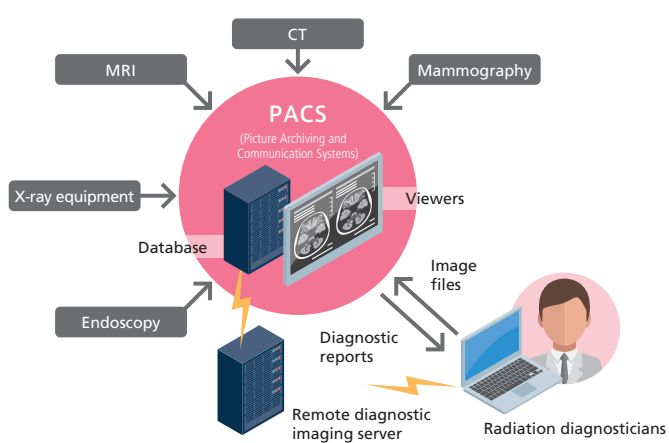 CT
MRI
Mammography
PACS
(Picture Archiving and
Communication Systems)
X-ray equipment
Viewers
Database
Image
files
Endoscopy
Diagnostic
reports
Remote diagnostic
imaging server
Radiation diagnosticians